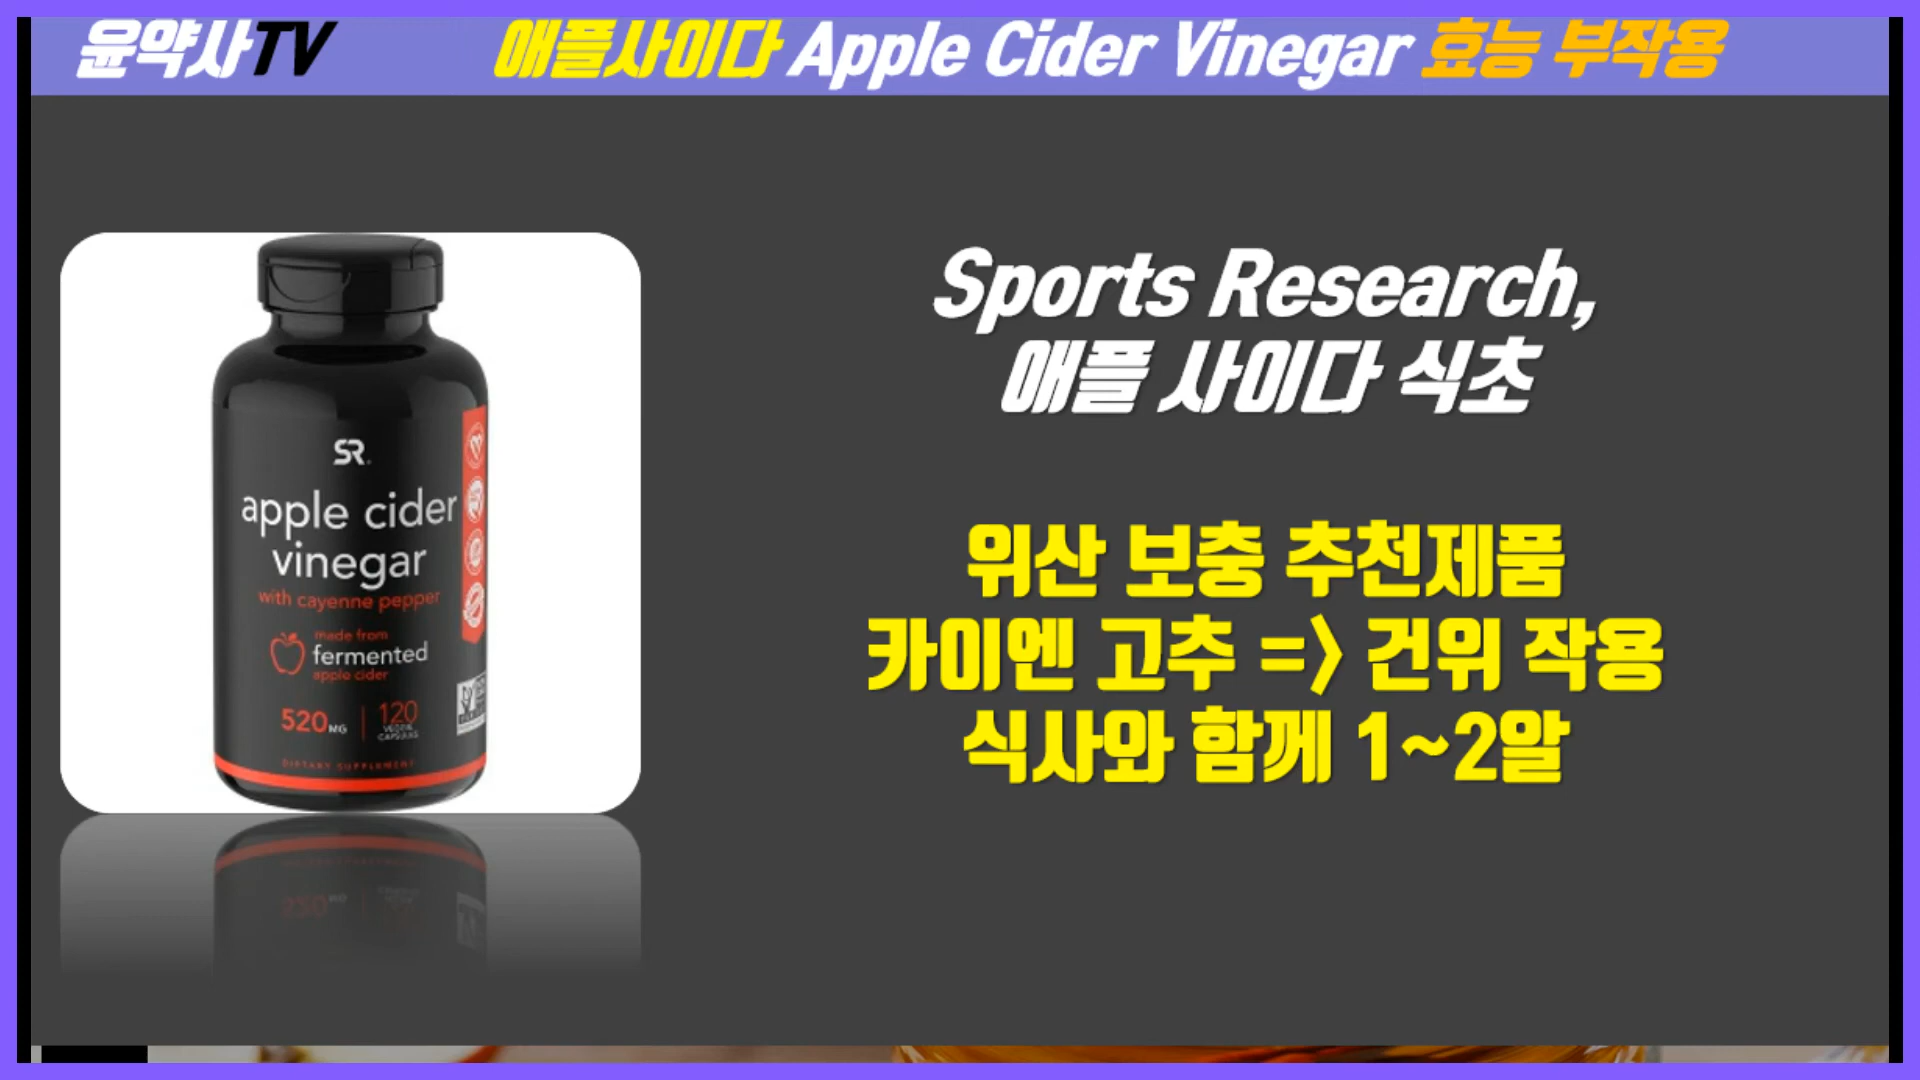 윤약사TV
애플사이다 Apple Cider Vinegar 효능 부작용
Sports Research,
애플 사이다 식초
위산 보충 추천제품
카이엔 고추 => 건위 작용
식사와 함께 1~2알
SR
apple cider
vinegar
with cayenne pepper
made from
fermented
apple cider
520MG | 120
VEGGIE
CAPSULES
DIETARY SUPPLEMENT